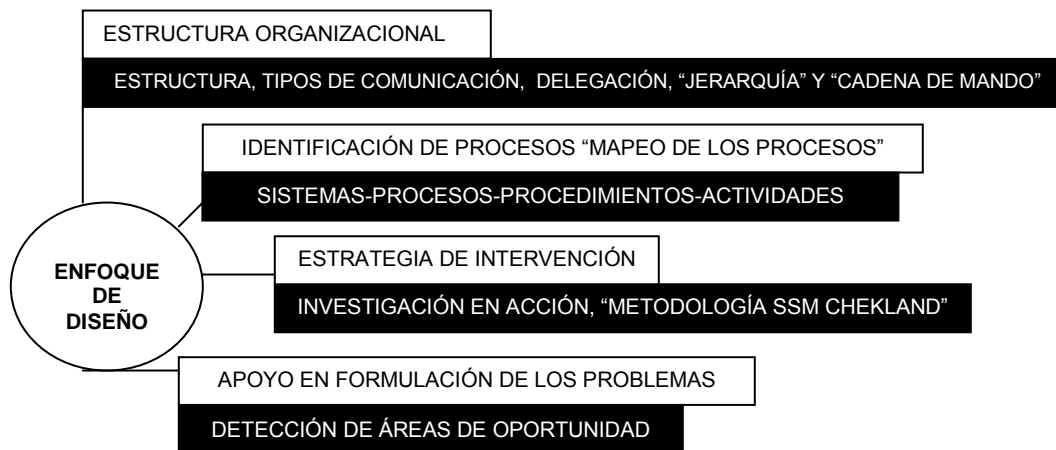 ESTRUCTURA ORGANIZACIONAL
ESTRUCTURA, TIPOS DE COMUNICACIÓN, DELEGACIÓN, “JERARQUÍA” Y “CADENA DE MANDO”
IDENTIFICACIÓN DE PROCESOS “MAPEO DE LOS PROCESOS”
SISTEMAS-PROCESOS-PROCEDIMIENTOS-ACTIVIDADES
ENFOQUE
DE
DISEÑO
ESTRATEGIA DE INTERVENCIÓN
INVESTIGACIÓN EN ACCIÓN, “METODOLOGÍA SSM CHEKLAND”
APOYO EN FORMULACIÓN DE LOS PROBLEMAS
DETECCIÓN DE ÁREAS DE OPORTUNIDAD